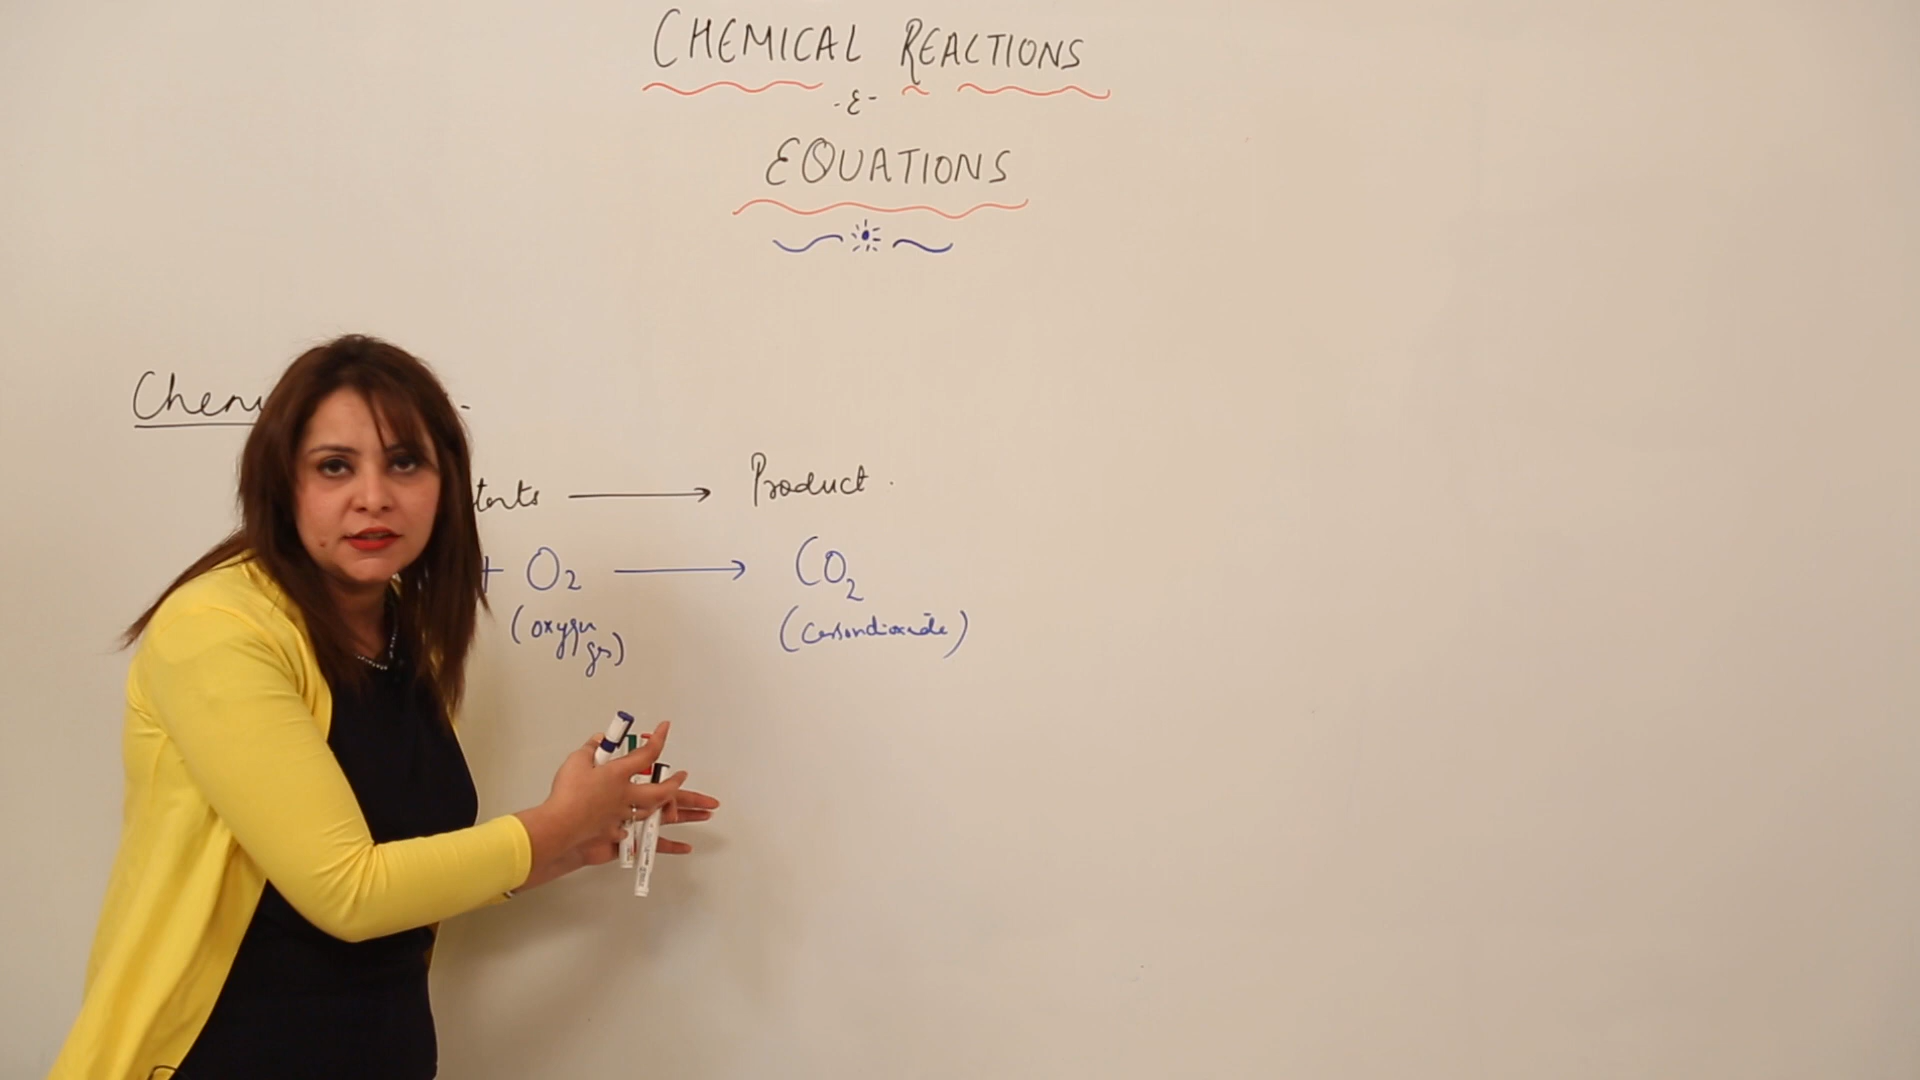 CHEMICAL REACTIONS
-&-
EQUATIONS
Chem -
tants ⟶ Product .
+ O2 ⟶ CO2
(oxygen gas) (carbondioxide)